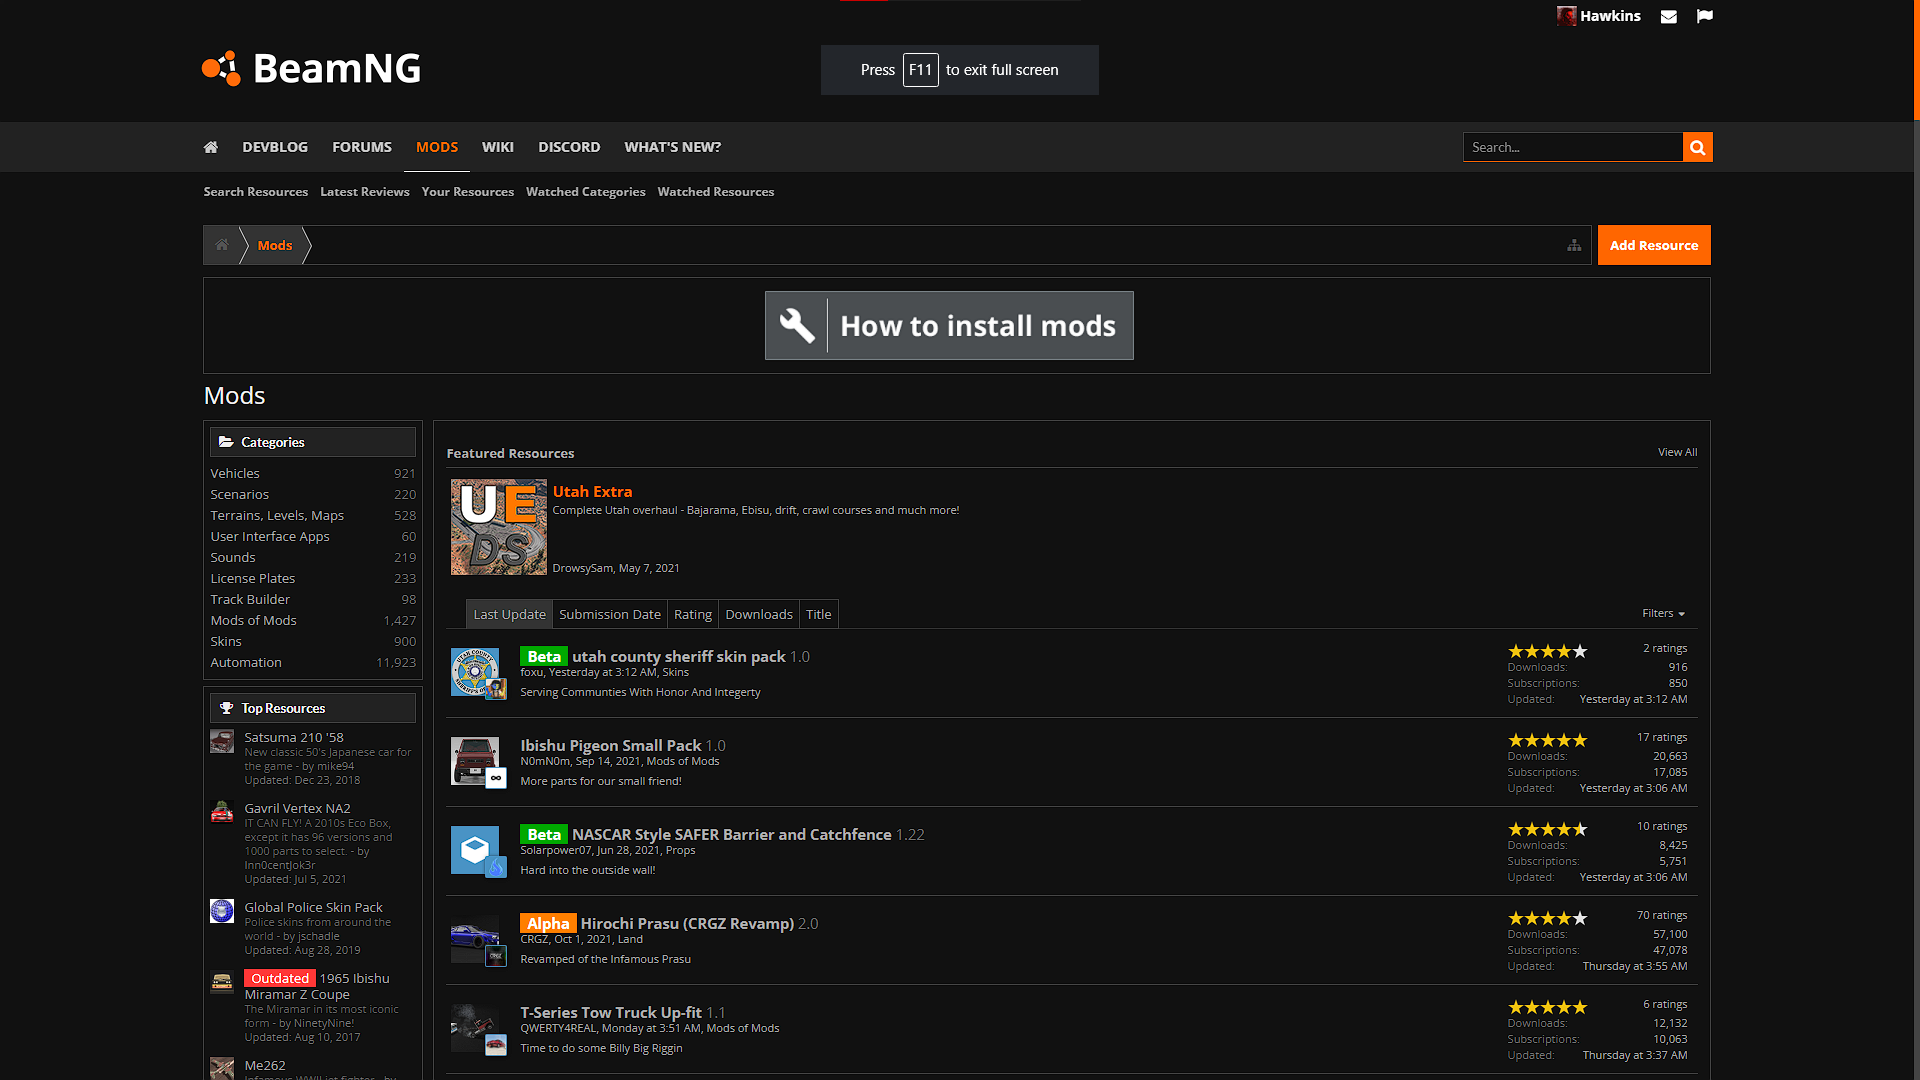 Hawkins
BeamNG
Press F11 to exit full screen
DEVBLOG FORUMS MODS WIKI DISCORD WHAT'S NEW?
Search...
Search Resources Latest Reviews Your Resources Watched Categories Watched Resources
Mods
Add Resource
How to install mods
Mods
Categories
Vehicles 921
Scenarios 220
Terrains, Levels, Maps 528
User Interface Apps 60
Sounds 219
License Plates 233
Track Builder 98
Mods of Mods 1,427
Skins 900
Automation 11,923
Top Resources
Satsuma 210 '58
New classic 50's Japanese car for
the game - by mike94
Updated: Dec 23, 2018
Gavril Vertex NA2
IT CAN FLY! A 2010s Eco Box,
except it has 96 versions and
1000 parts to select. - by
Inn0centJok3r
Updated: Jul 5, 2021
Global Police Skin Pack
Police skins from around the
world - by jschadle
Updated: Aug 28, 2019
Outdated 1965 Ibishu
Miramar Z Coupe
The Miramar in its most iconic
form - by NinetyNine!
Updated: Aug 10, 2017
Me262
Infamous WWII jet fighter - by
Featured Resources
View All
UE
DS
Utah Extra
Complete Utah overhaul - Bajarama, Ebisu, drift, crawl courses and much more!
DrowsySam, May 7, 2021
Last Update Submission Date Rating Downloads Title
Filters
Beta utah county sheriff skin pack 1.0
foxu, Yesterday at 3:12 AM, Skins
Serving Communties With Honor And Integerty
2 ratings
Downloads: 916
Subscriptions: 850
Updated: Yesterday at 3:12 AM
Ibishu Pigeon Small Pack 1.0
N0mN0m, Sep 14, 2021, Mods of Mods
More parts for our small friend!
17 ratings
Downloads: 20,663
Subscriptions: 17,085
Updated: Yesterday at 3:06 AM
Beta NASCAR Style SAFER Barrier and Catchfence 1.22
Solarpower07, Jun 28, 2021, Props
Hard into the outside wall!
10 ratings
Downloads: 8,425
Subscriptions: 5,751
Updated: Yesterday at 3:06 AM
Alpha Hirochi Prasu (CRGZ Revamp) 2.0
CRGZ, Oct 1, 2021, Land
Revamped of the Infamous Prasu
70 ratings
Downloads: 57,100
Subscriptions: 47,078
Updated: Thursday at 3:55 AM
T-Series Tow Truck Up-fit 1.1
QWERTY4REAL, Monday at 3:51 AM, Mods of Mods
Time to do some Billy Big Riggin
6 ratings
Downloads: 12,132
Subscriptions: 10,063
Updated: Thursday at 3:37 AM